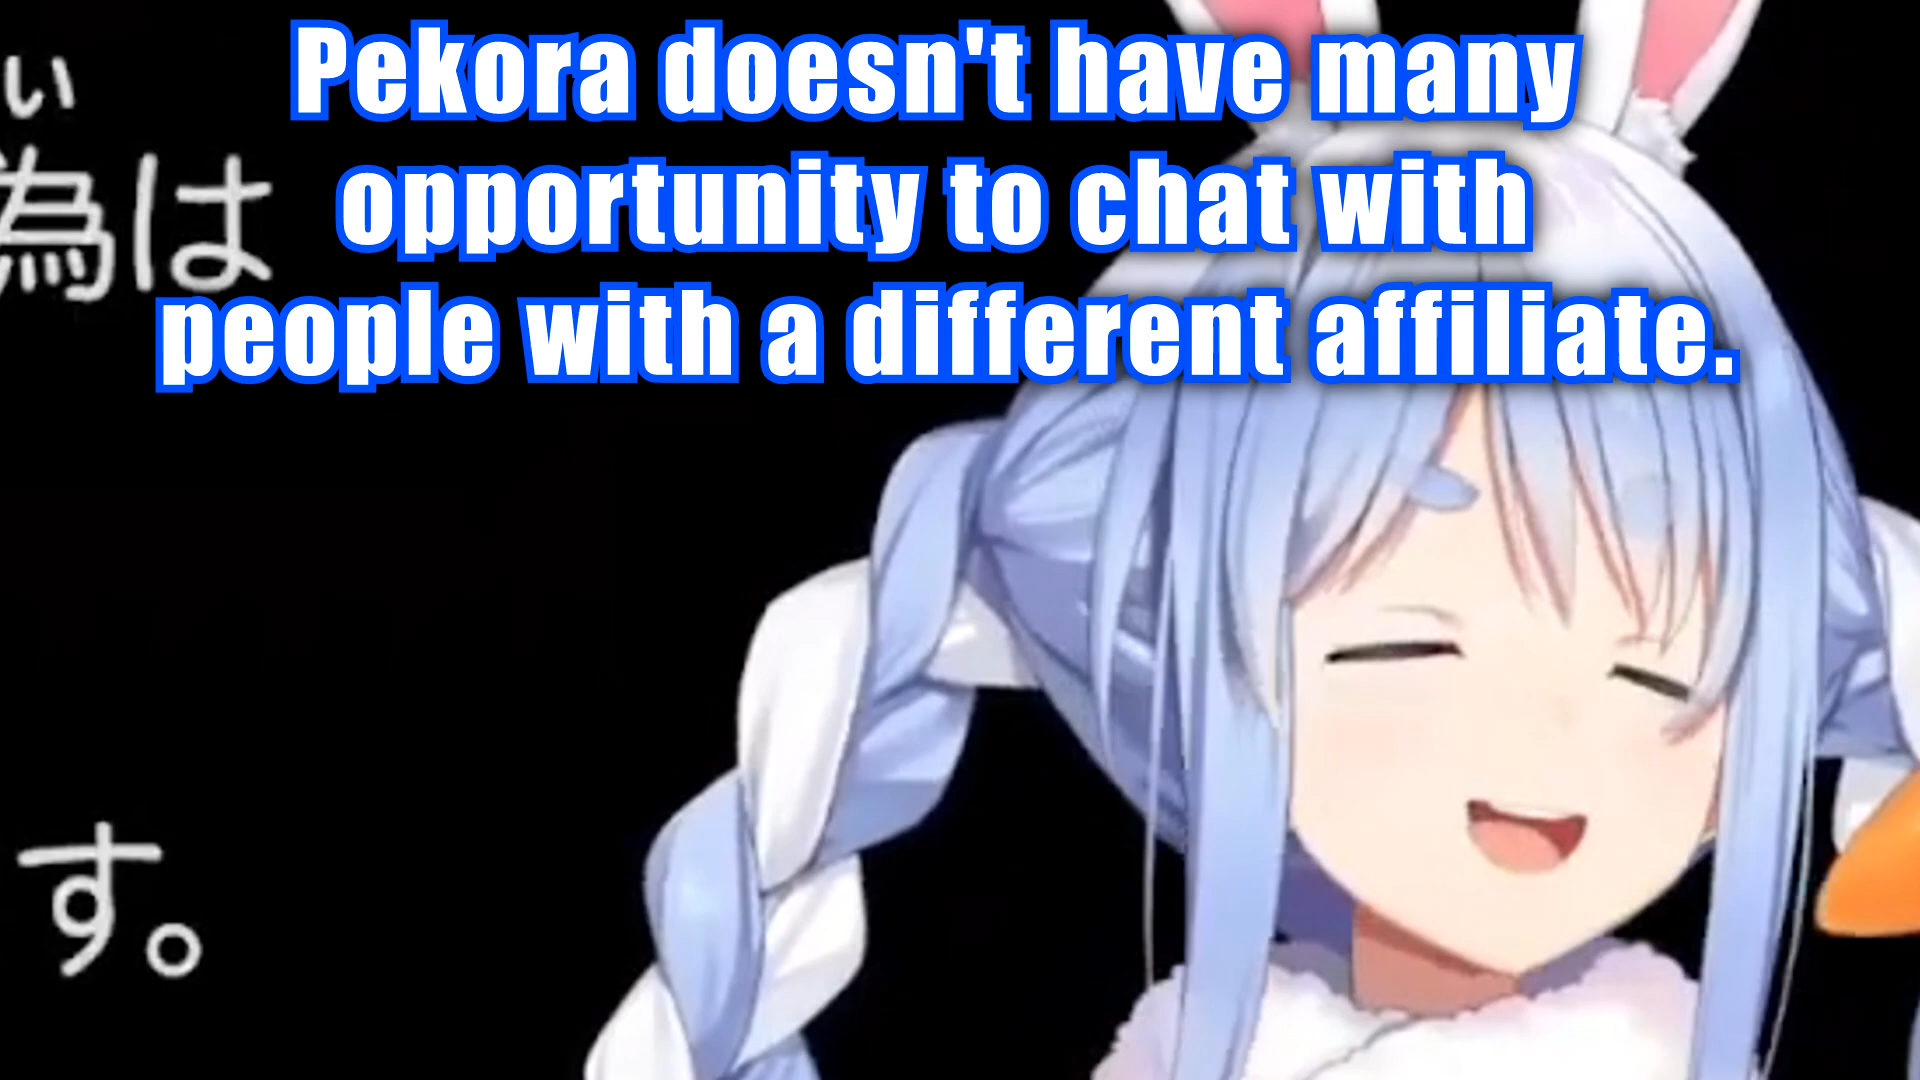 Pekora doesn't have many
opportunity to chat with
people with a different affiliate.
い
為は
す。